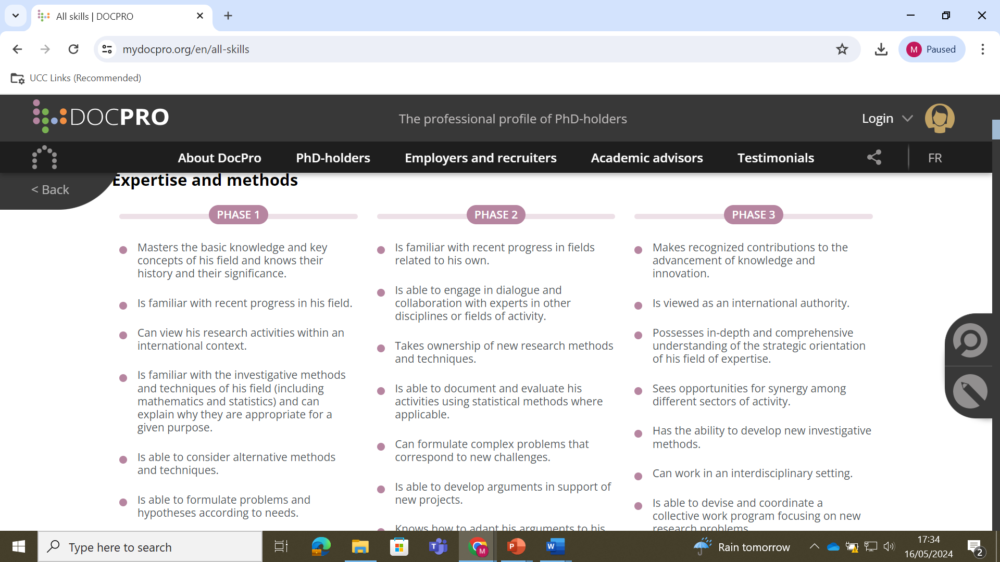 All skills | DOCPRO
mydocpro.org/en/all-skills
M Paused
UCC Links (Recommended)
DOCPRO
The professional profile of PhD-holders
Login
About DocPro
PhD-holders
Employers and recruiters
Academic advisors
Testimonials
FR
< Back
Expertise and methods
PHASE 1
Masters the basic knowledge and key
concepts of his field and knows their
history and their significance.
Is familiar with recent progress in his field.
Can view his research activities within an
international context.
Is familiar with the investigative methods
and techniques of his field (including
mathematics and statistics) and can
explain why they are appropriate for a
given purpose.
Is able to consider alternative methods
and techniques.
Is able to formulate problems and
hypotheses according to needs.
PHASE 2
Is familiar with recent progress in fields
related to his own.
Is able to engage in dialogue and
collaboration with experts in other
disciplines or fields of activity.
Takes ownership of new research methods
and techniques.
Is able to document and evaluate his
activities using statistical methods where
applicable.
Can formulate complex problems that
correspond to new challenges.
Is able to develop arguments in support of
new projects.
Knows how to adapt his arguments to his
PHASE 3
Makes recognized contributions to the
advancement of knowledge and
innovation.
Is viewed as an international authority.
Possesses in-depth and comprehensive
understanding of the strategic orientation
of his field of expertise.
Sees opportunities for synergy among
different sectors of activity.
Has the ability to develop new investigative
methods.
Can work in an interdisciplinary setting.
Is able to devise and coordinate a
collective work program focusing on new
research problems.
Type here to search
T
M
P
W
Rain tomorrow
17:34
16/05/2024
2